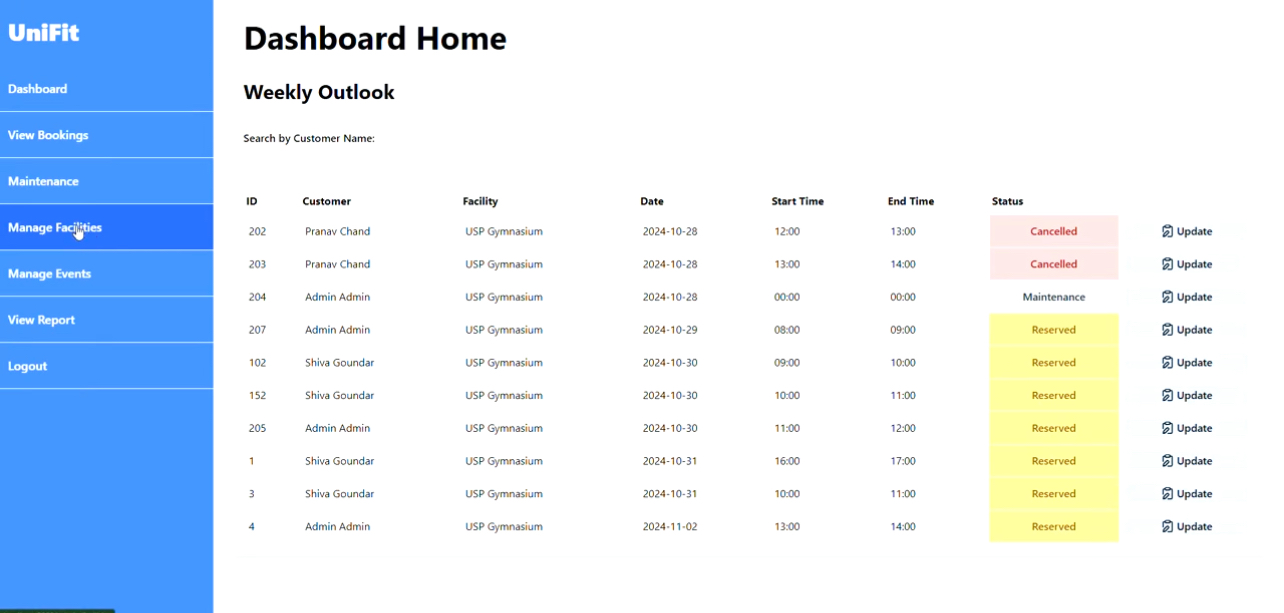 UniFit
Dashboard
View Bookings
Maintenance
Manage Facilities
Manage Events
View Report
Logout
Dashboard Home
Weekly Outlook
Search by Customer Name:
ID Customer Facility Date Start Time End Time Status
202 Pranav Chand USP Gymnasium 2024-10-28 12:00 13:00 Cancelled Update
203 Pranav Chand USP Gymnasium 2024-10-28 13:00 14:00 Cancelled Update
204 Admin Admin USP Gymnasium 2024-10-28 00:00 00:00 Maintenance Update
207 Admin Admin USP Gymnasium 2024-10-29 08:00 09:00 Reserved Update
102 Shiva Goundar USP Gymnasium 2024-10-30 09:00 10:00 Reserved Update
152 Shiva Goundar USP Gymnasium 2024-10-30 10:00 11:00 Reserved Update
205 Admin Admin USP Gymnasium 2024-10-30 11:00 12:00 Reserved Update
1 Shiva Goundar USP Gymnasium 2024-10-31 16:00 17:00 Reserved Update
3 Shiva Goundar USP Gymnasium 2024-10-31 10:00 11:00 Reserved Update
4 Admin Admin USP Gymnasium 2024-11-02 13:00 14:00 Reserved Update